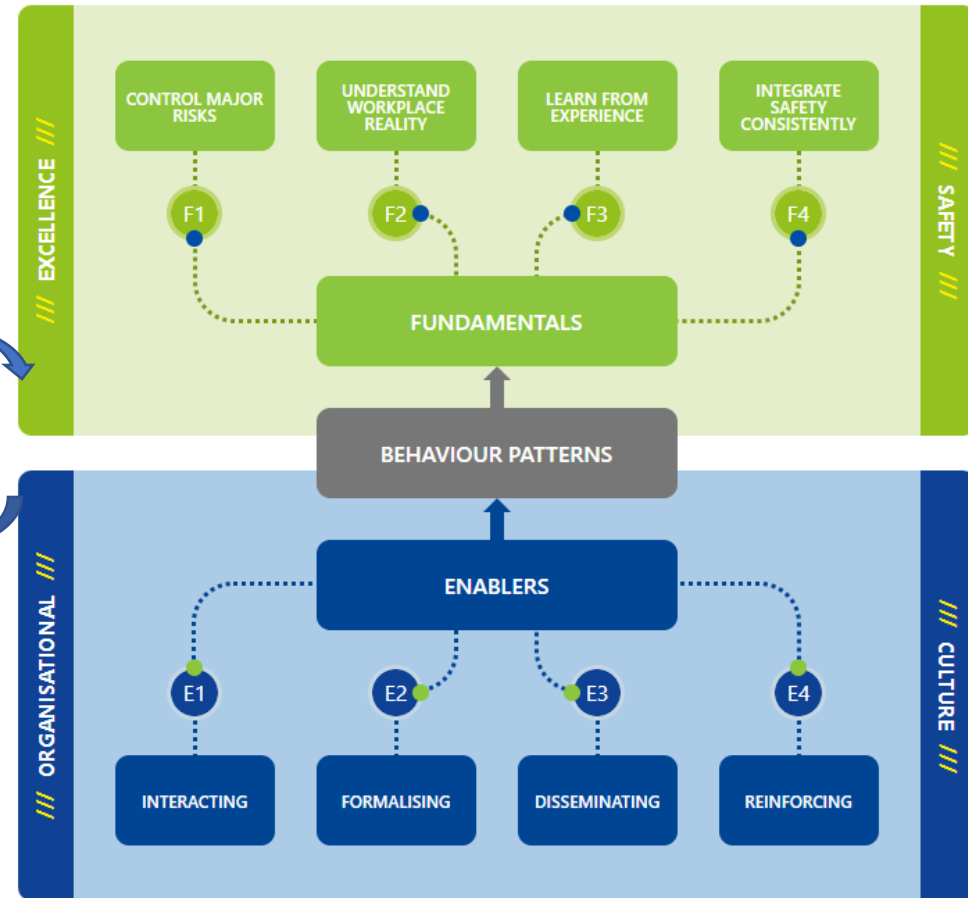 /// EXCELLENCE ///
/// SAFETY ///
CONTROL MAJOR
RISKS
UNDERSTAND
WORKPLACE
REALITY
LEARN FROM
EXPERIENCE
INTEGRATE
SAFETY
CONSISTENTLY
F1
F2
F3
F4
FUNDAMENTALS
BEHAVIOUR PATTERNS
/// ORGANISATIONAL ///
/// CULTURE ///
ENABLERS
E1
E2
E3
E4
INTERACTING
FORMALISING
DISSEMINATING
REINFORCING